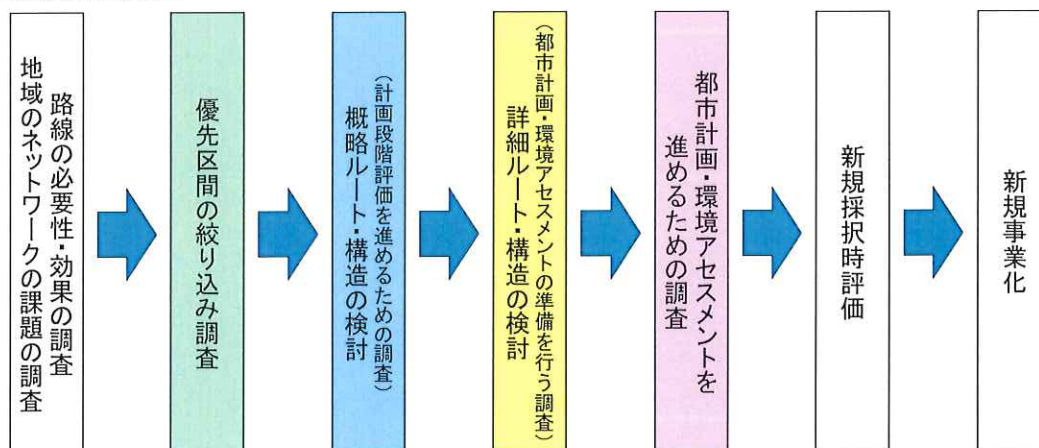 路線の必要性・効果の調査
地域のネットワークの課題の調査
優先区間の絞り込み調査
（計画段階評価を進めるための調査）
概略ルート・構造の検討
（都市計画・環境アセスメントの準備を行う調査）
詳細ルート・構造の検討
都市計画・環境アセスメントを
進めるための調査
新規採択時評価
新規事業化